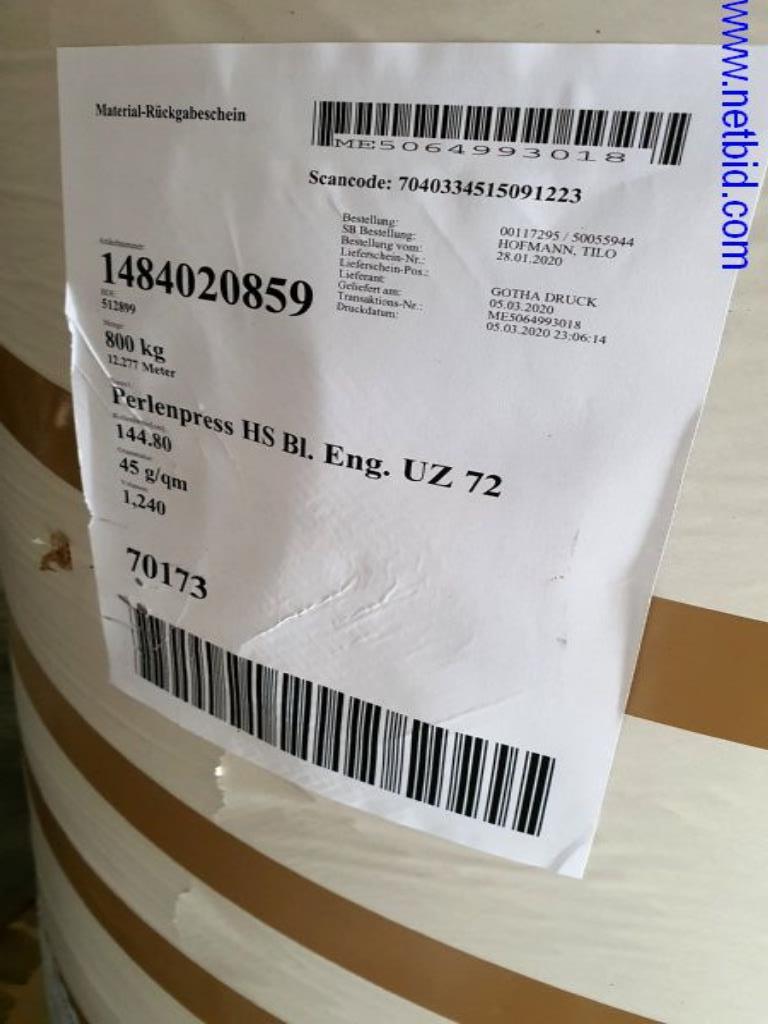 www.netbid.com
Material-Rückgabeschein
ME5064993018
Scancode: 7040334515091223
Bestellung: 00117295 / 50055944
SB Bestellung: HOFMANN, TILO
Bestellung vom: 28.01.2020
Lieferschein-Nr.:
Lieferschein-Pos.:
Lieferant: GOTHA DRUCK
Geliefert am: 05.03.2020
Transaktions-Nr.: ME5064993018
Druckdatum: 05.03.2020 23:06:14
1484020859
512899
800 kg
12.277 Meter
Perlenpress HS Bl. Eng. UZ 72
144.80
45 g/qm
1,240
70173